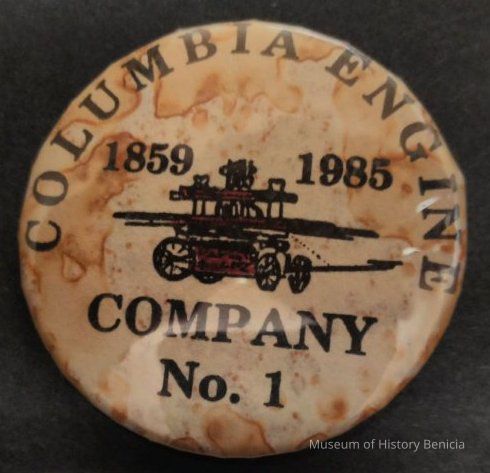 COLUMBIA ENGINE
1859 1985
COMPANY
No. 1
Museum of History Benicia